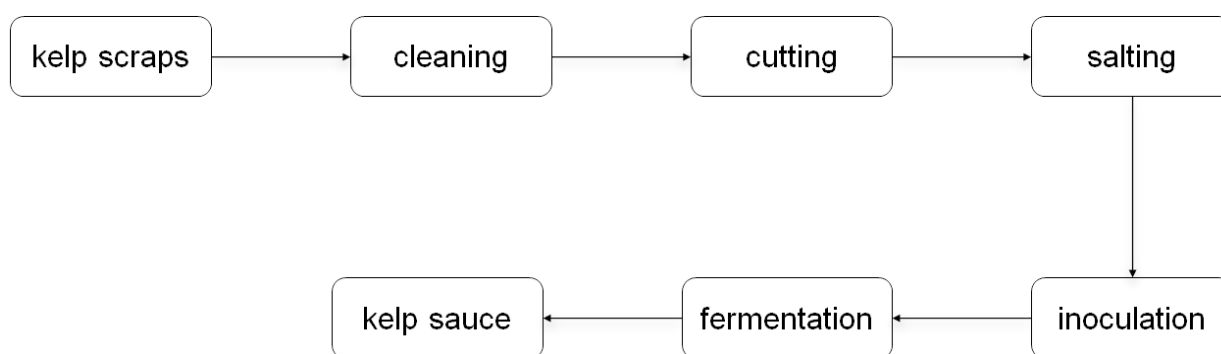 kelp scraps
cleaning
cutting
salting
inoculation
fermentation
kelp sauce